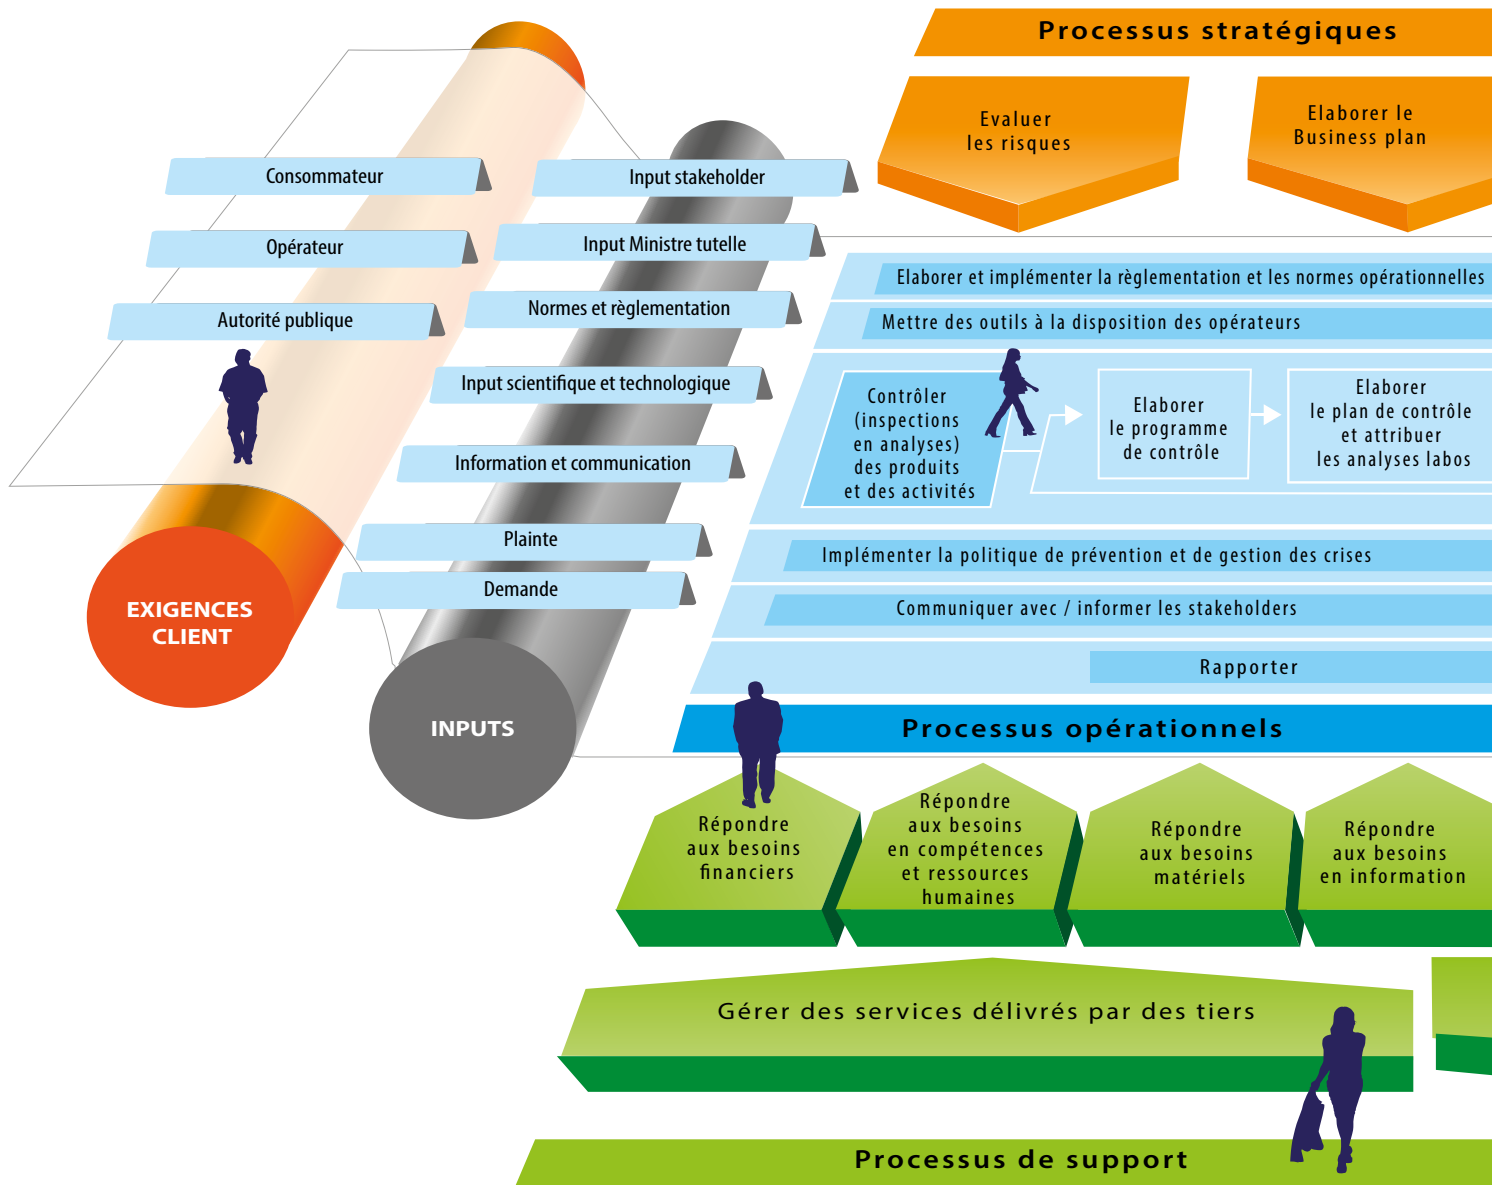 Processus stratégiques
Evaluer
les risques
Elaborer le
Business plan
Consommateur
Opérateur
Autorité publique
EXIGENCES
CLIENT
Input stakeholder
Input Ministre tutelle
Normes et règlementation
Input scientifique et technologique
Information et communication
Plainte
Demande
INPUTS
Elaborer et implémenter la règlementation et les normes opérationnelles
Mettre des outils à la disposition des opérateurs
Contrôler
(inspections
en analyses)
des produits
et des activités
Elaborer
le programme
de contrôle
Elaborer
le plan de contrôle
et attribuer
les analyses labos
Implémenter la politique de prévention et de gestion des crises
Communiquer avec / informer les stakeholders
Rapporter
Processus opérationnels
Répondre
aux besoins
financiers
Répondre
aux besoins
en compétences
et ressources
humaines
Répondre
aux besoins
matériels
Répondre
aux besoins
en information
Gérer des services délivrés par des tiers
Processus de support